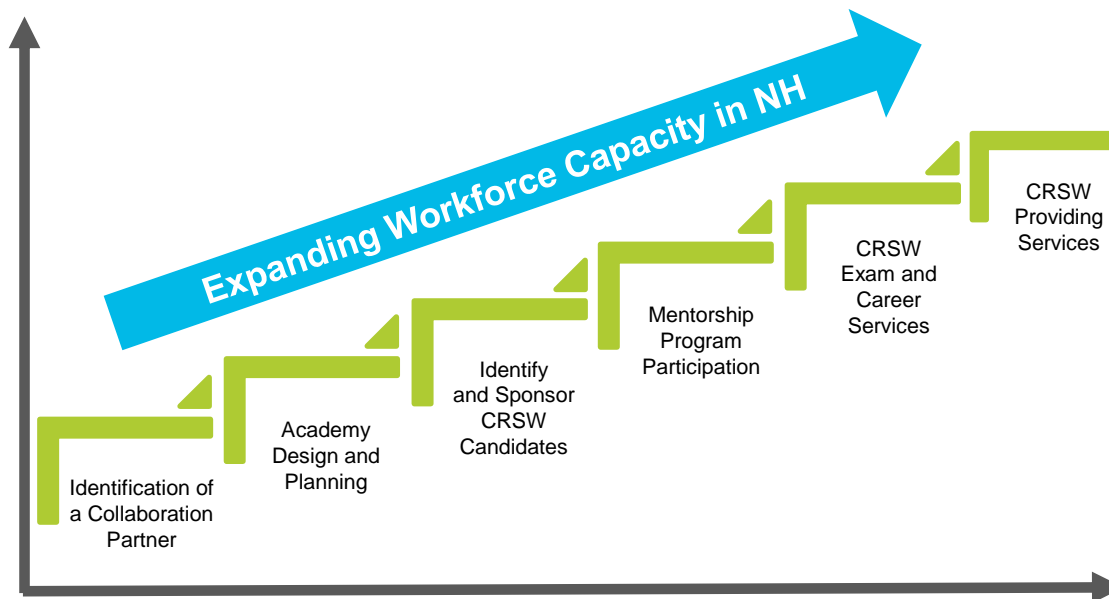 Expanding Workforce Capacity in NH
Identification of
a Collaboration
Partner
Academy
Design and
Planning
Identify
and Sponsor
CRSW
Candidates
Mentorship
Program
Participation
CRSW
Exam and
Career
Services
CRSW
Providing
Services